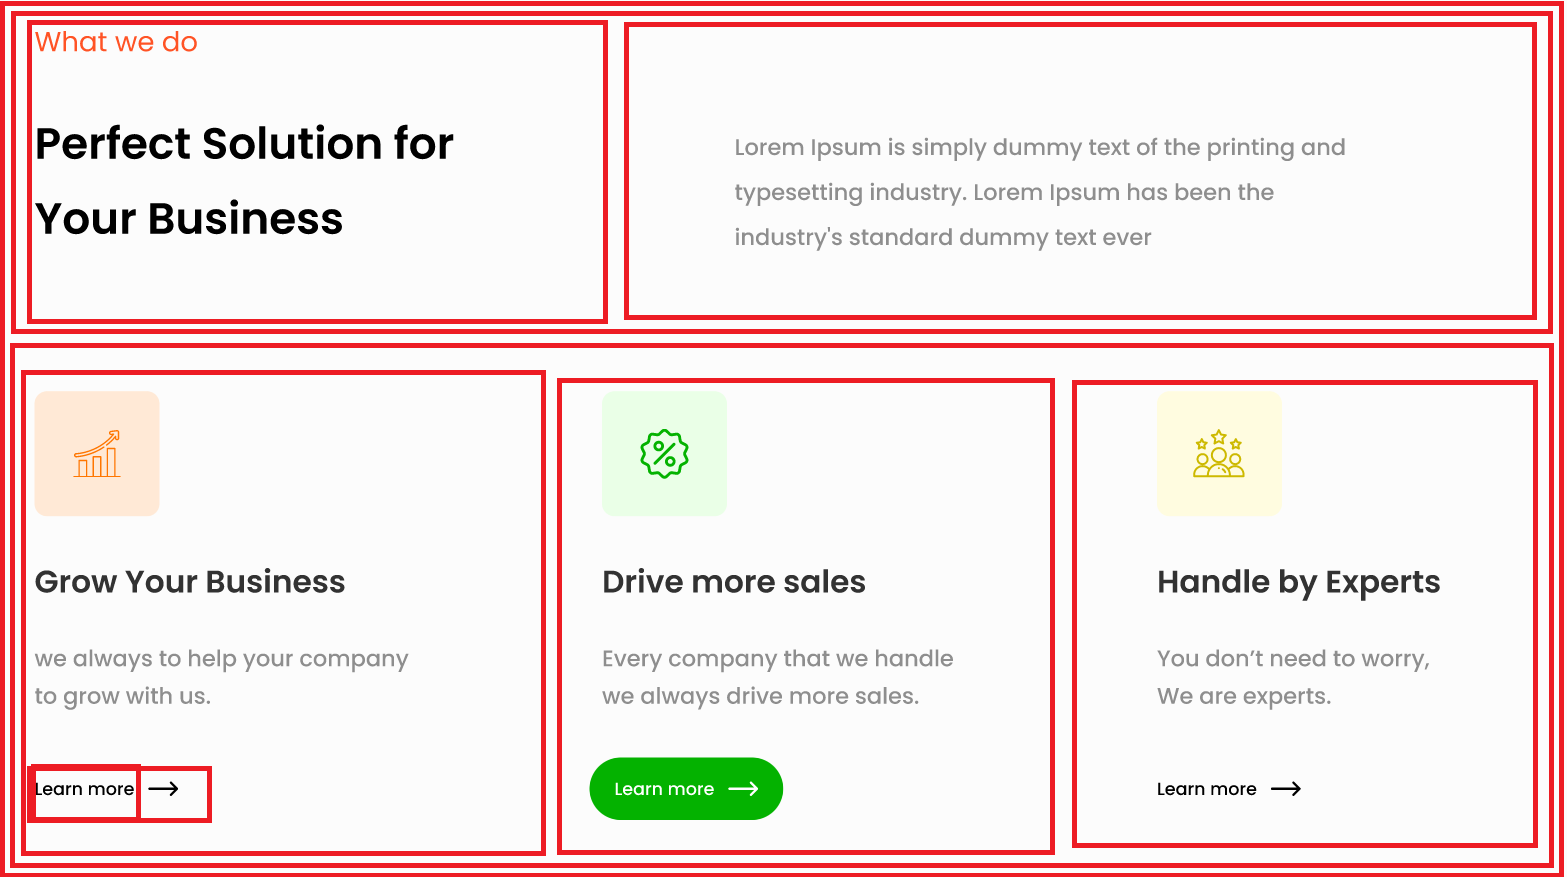 What we do
Perfect Solution for
Your Business
Lorem Ipsum is simply dummy text of the printing and
typesetting industry. Lorem Ipsum has been the
industry's standard dummy text ever
Grow Your Business
we always to help your company
to grow with us.
Learn more
Drive more sales
Every company that we handle
we always drive more sales.
Learn more
Handle by Experts
You don’t need to worry,
We are experts.
Learn more